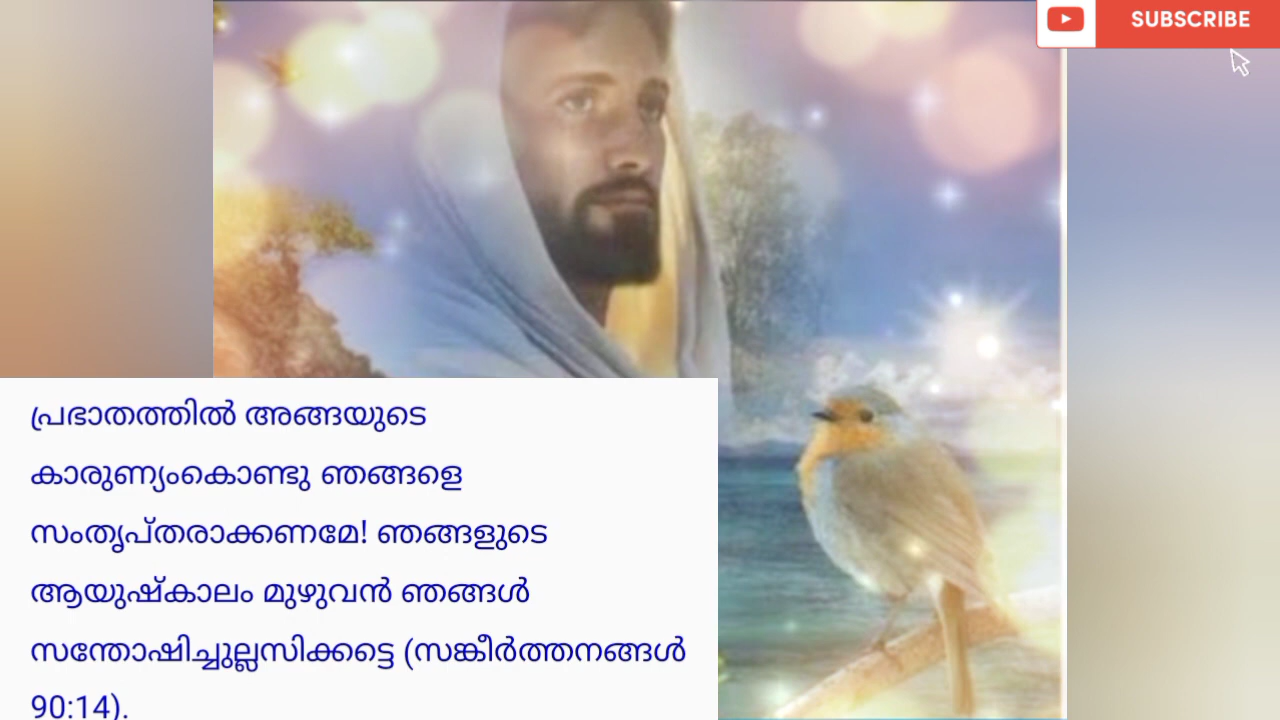 SUBSCRIBE
പ്രഭാതത്തിൽ അങ്ങയുടെ
കാരുണ്യംകൊണ്ടു ഞങ്ങളെ
സംതൃപ്തരാക്കണമേ! ഞങ്ങളുടെ
ആയുഷ്കാലം മുഴുവൻ ഞങ്ങൾ
സന്തോഷിച്ചുല്ലസിക്കട്ടെ (സങ്കീർത്തനങ്ങൾ
90:14).